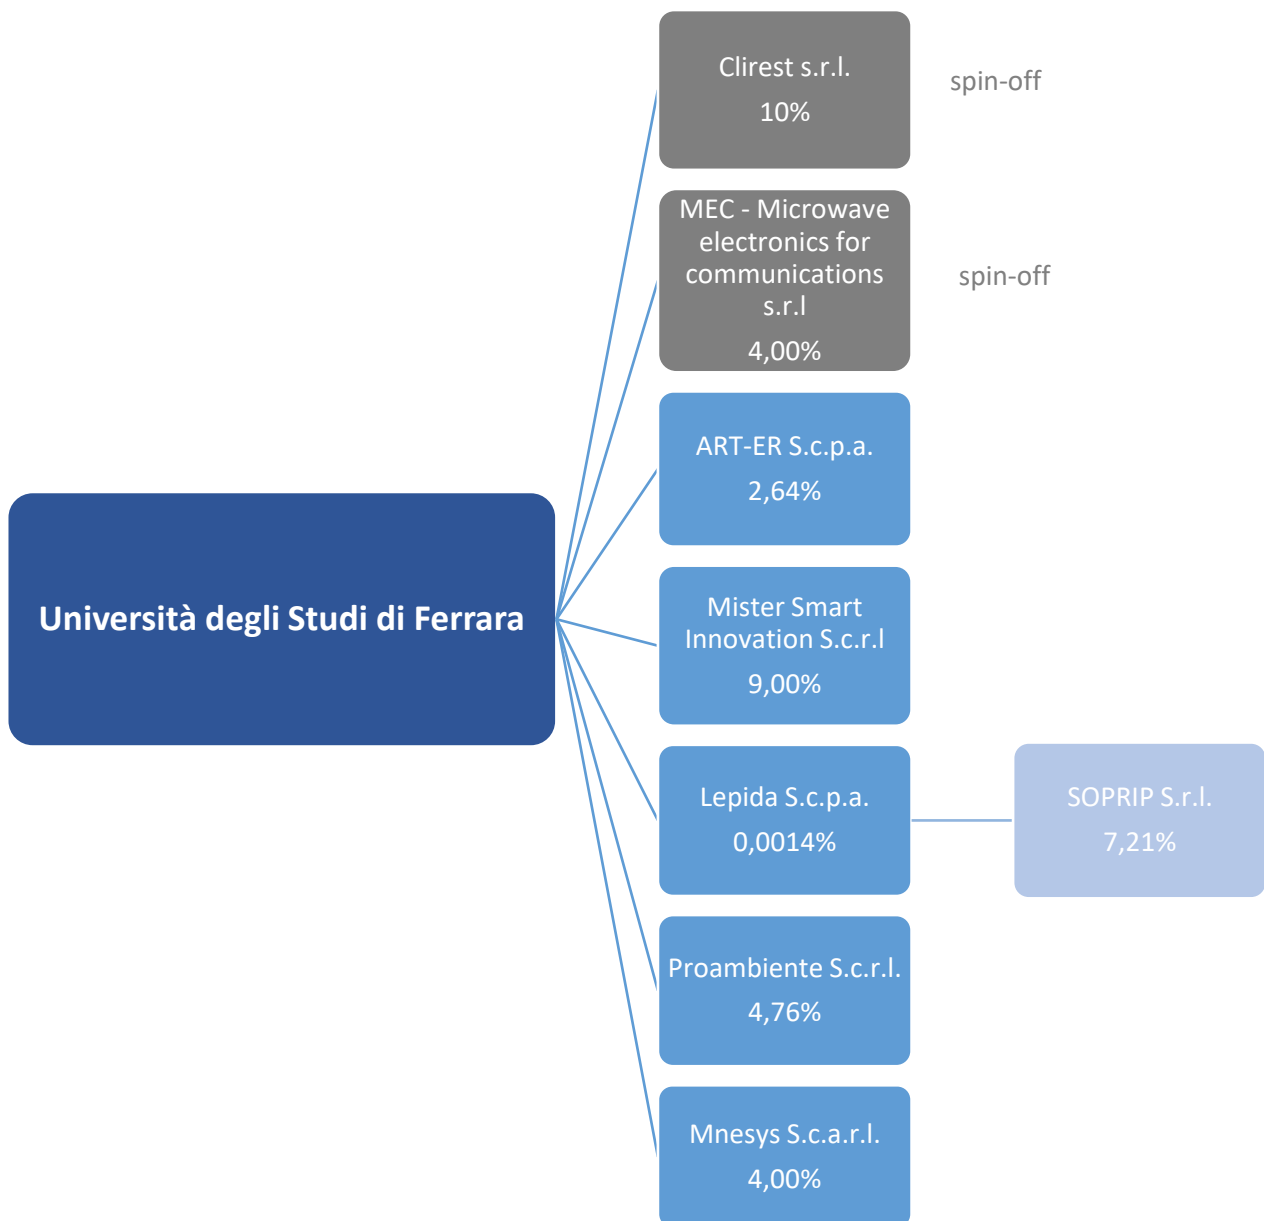 Clirest s.r.l.
10%
spin-off
MEC - Microwave
electronics for
communications
s.r.l
4,00%
spin-off
ART-ER S.c.p.a.
2,64%
Università degli Studi di Ferrara
Mister Smart
Innovation S.c.r.l
9,00%
Lepida S.c.p.a.
0,0014%
SOPRIP S.r.l.
7,21%
Proambiente S.c.r.l.
4,76%
Mnesys S.c.a.r.l.
4,00%